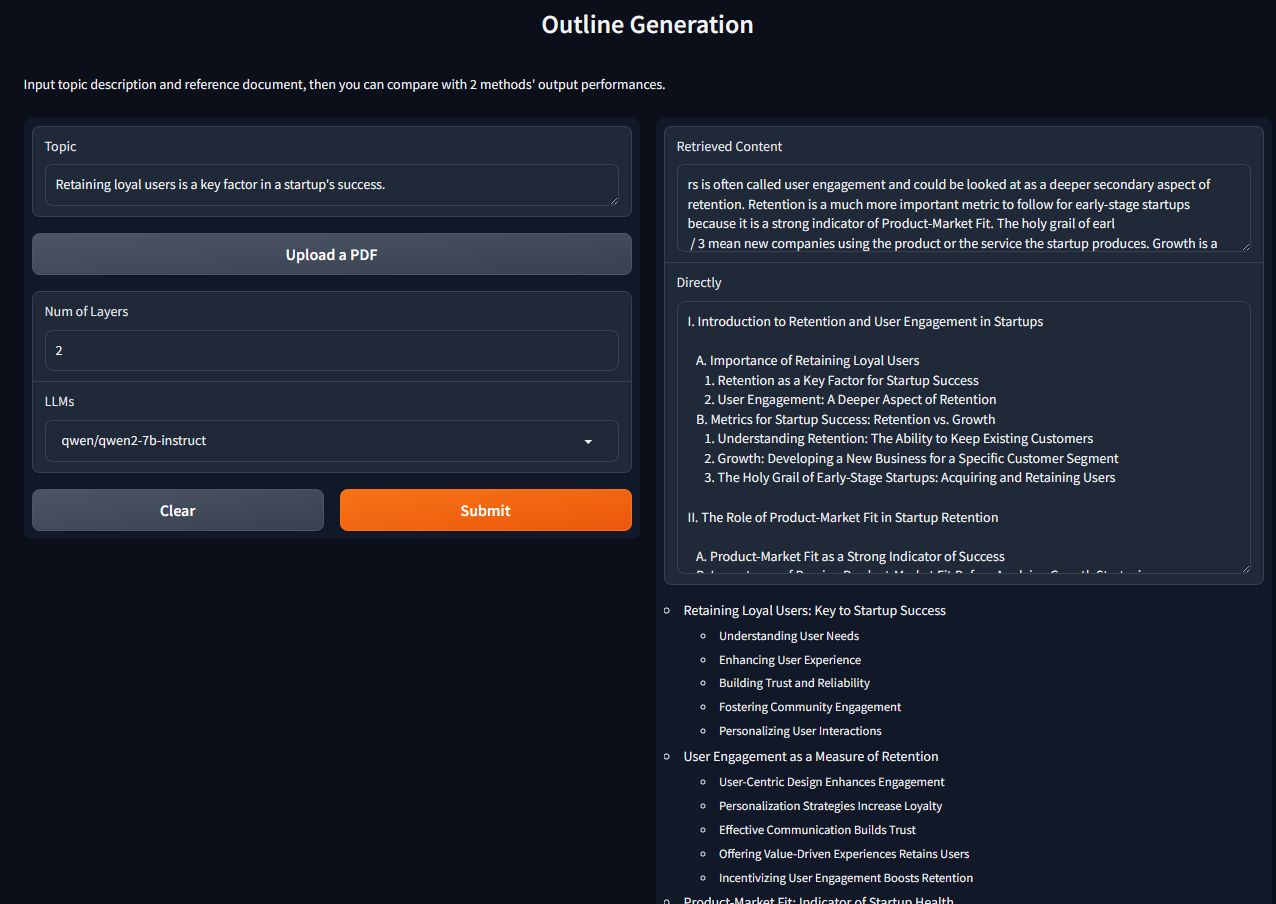 Outline Generation
Input topic description and reference document, then you can compare with 2 methods' output performances.
Topic
Retaining loyal users is a key factor in a startup's success.
Upload a PDF
Num of Layers
2
LLMs
qwen/qwen2-7b-instruct
Clear
Submit
Retrieved Content
rs is often called user engagement and could be looked at as a deeper secondary aspect of
retention. Retention is a much more important metric to follow for early-stage startups
because it is a strong indicator of Product-Market Fit. The holy grail of earl
/ 3 mean new companies using the product or the service the startup produces. Growth is a
Directly
I. Introduction to Retention and User Engagement in Startups
A. Importance of Retaining Loyal Users
1. Retention as a Key Factor for Startup Success
2. User Engagement: A Deeper Aspect of Retention
B. Metrics for Startup Success: Retention vs. Growth
1. Understanding Retention: The Ability to Keep Existing Customers
2. Growth: Developing a New Business for a Specific Customer Segment
3. The Holy Grail of Early-Stage Startups: Acquiring and Retaining Users
II. The Role of Product-Market Fit in Startup Retention
A. Product-Market Fit as a Strong Indicator of Success
Retaining Loyal Users: Key to Startup Success
Understanding User Needs
Enhancing User Experience
Building Trust and Reliability
Fostering Community Engagement
Personalizing User Interactions
User Engagement as a Measure of Retention
User-Centric Design Enhances Engagement
Personalization Strategies Increase Loyalty
Effective Communication Builds Trust
Offering Value-Driven Experiences Retains Users
Incentivizing User Engagement Boosts Retention
Product-Market Fit: Indicator of Startup Health